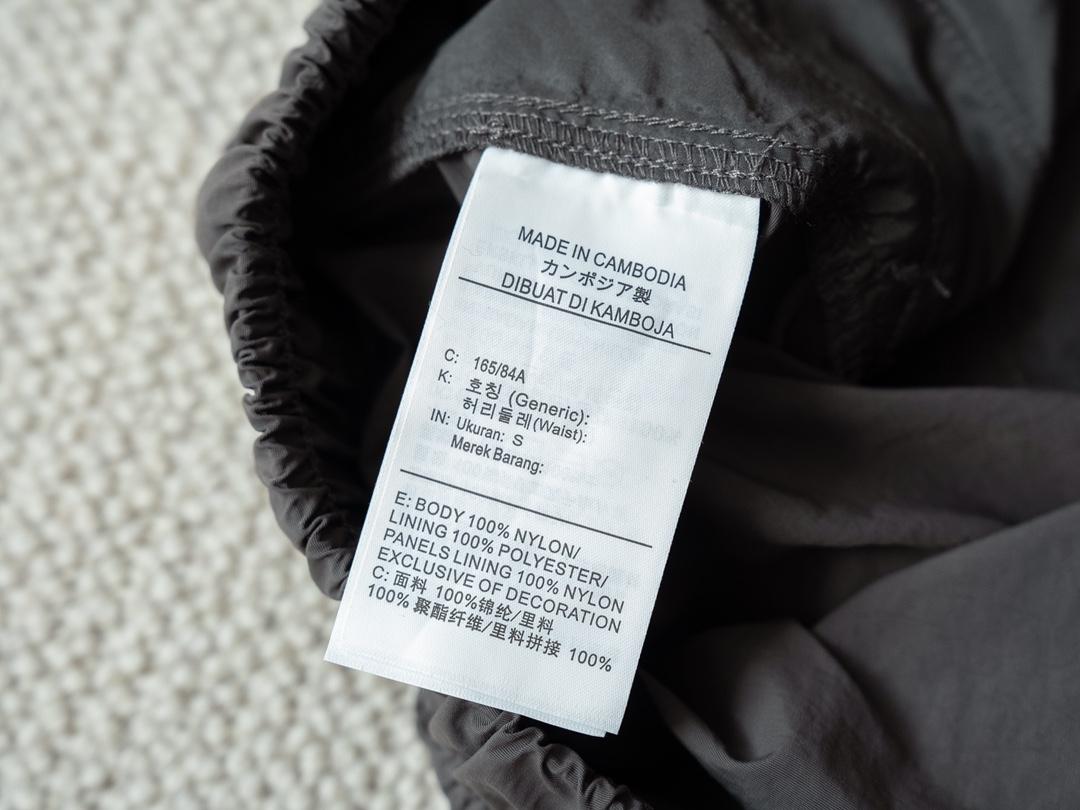 MADE IN CAMBODIA
カンボジア製
DIBUAT DI KAMBOJA
C: 165/84A
K: 호칭 (Generic):
허리둘레(Waist):
IN: Ukuran: S
Merek Barang:
E: BODY 100% NYLON/
LINING 100% POLYESTER/
PANELS LINING 100% NYLON
EXCLUSIVE OF DECORATION
C: 面料 100%锦纶/里料
100% 聚酯纤维/里料拼接 100%